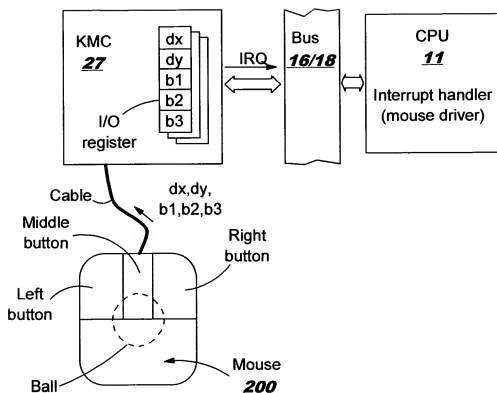 KMC
27
dx
dy
b1
b2
b3
I/O
register
IRQ
Bus
16/18
CPU
11
Interrupt handler
(mouse driver)
Cable
dx,dy,
b1,b2,b3
Middle
button
Right
button
Left
button
Ball
Mouse
200